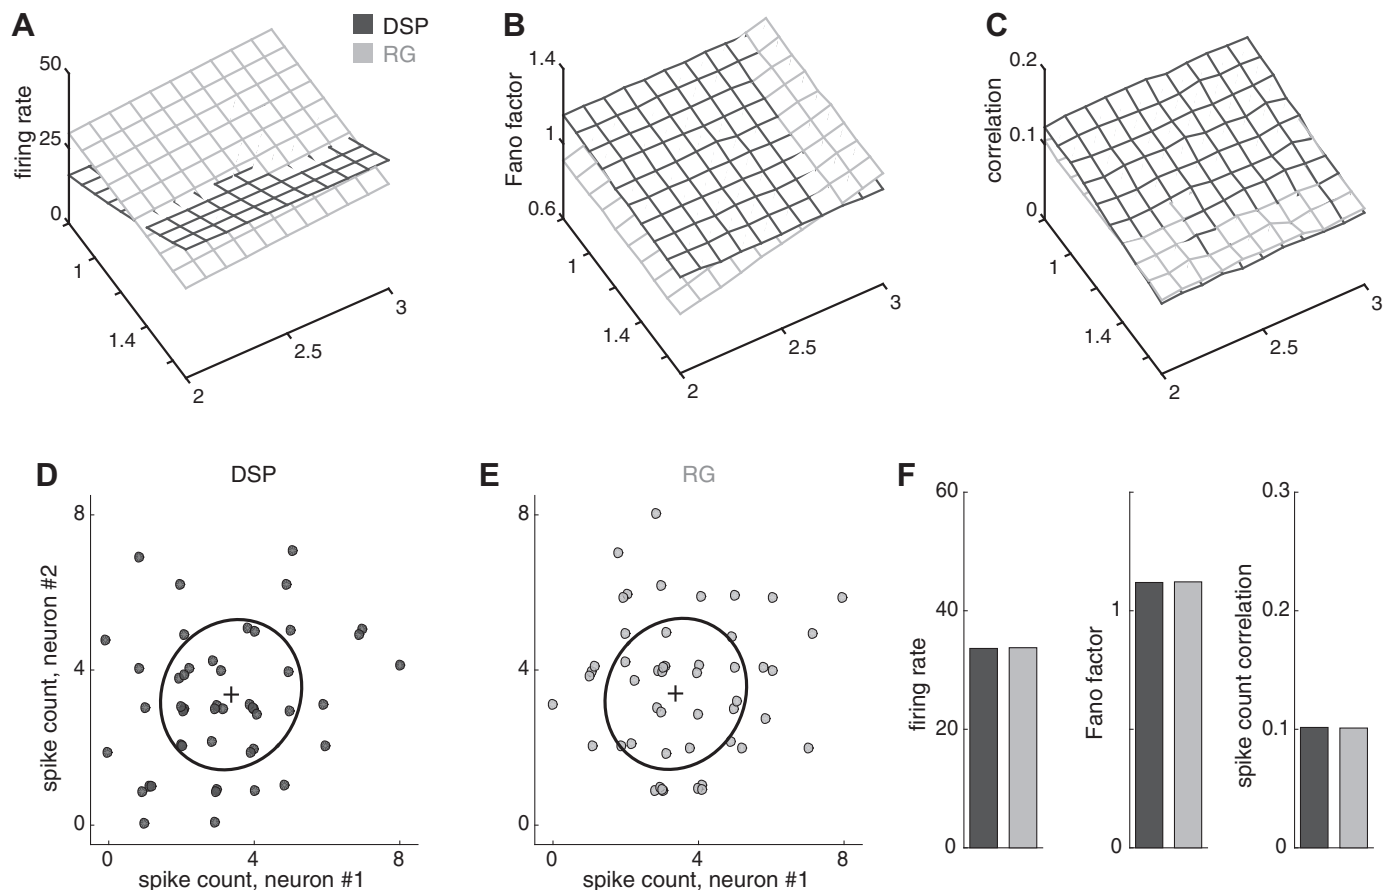 A
DSP
RG
50
25
0
firing rate
1
1.4
2
2.5
3
B
1.4
1
0.6
Fano factor
1
1.4
2
2.5
3
C
0.2
0.1
0
correlation
1
1.4
2
2.5
3
D
DSP
8
4
0
spike count, neuron #2
0
4
8
spike count, neuron #1
E
RG
8
4
0
0
4
8
spike count, neuron #1
F
60
40
20
0
firing rate
1
0
Fano factor
0.3
0.2
0.1
0
spike count correlation